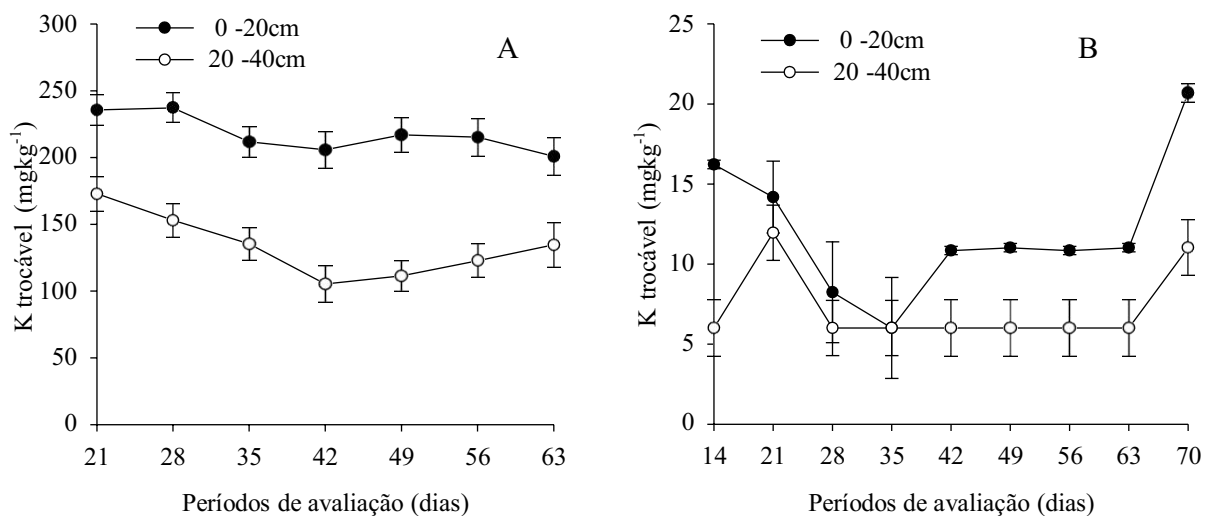 300
250
200
150
100
50
0
K trocável (mgkg-1)
0 -20cm
20 -40cm
A
21 28 35 42 49 56 63
Períodos de avaliação (dias)
25
20
15
10
5
0
K trocável (mgkg-1)
0 -20cm
20 -40cm
B
14 21 28 35 42 49 56 63 70
Períodos de avaliação (dias)